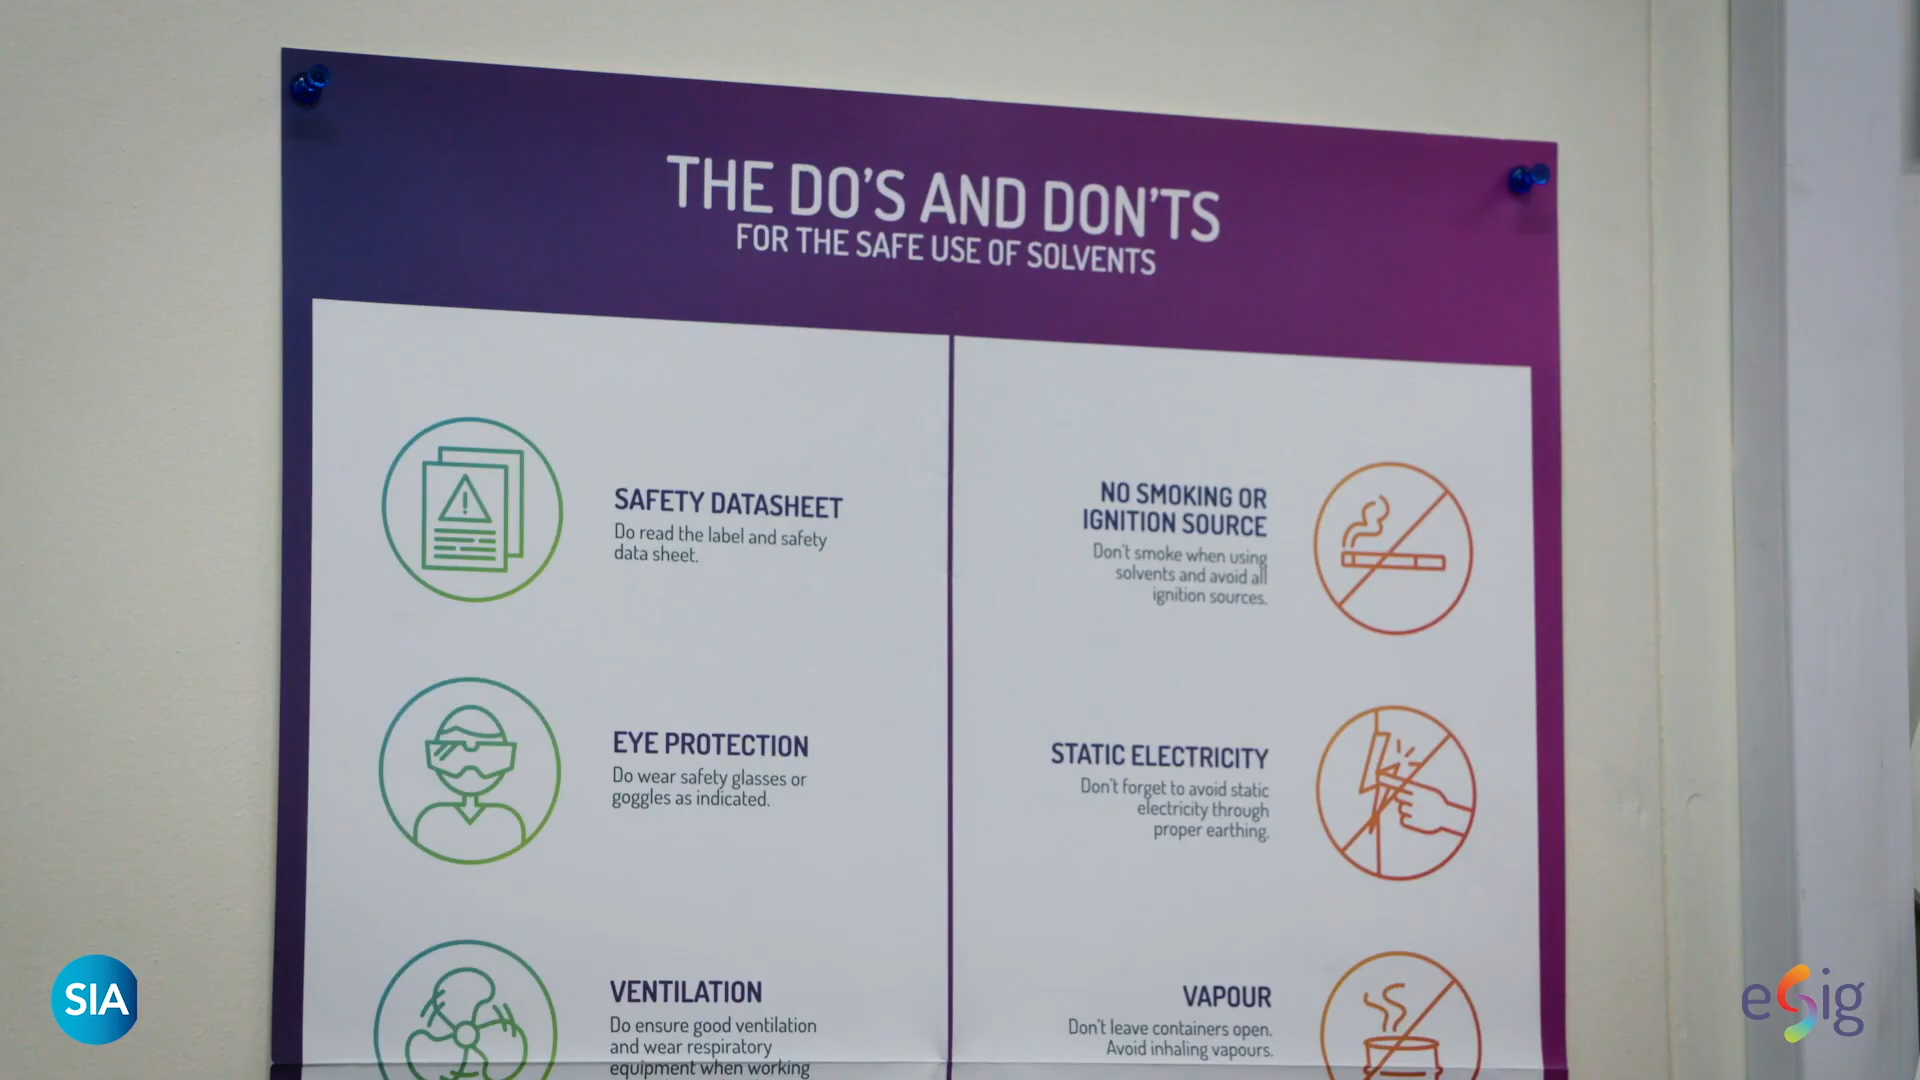 THE DO'S AND DON'TS
FOR THE SAFE USE OF SOLVENTS
SAFETY DATASHEET
Do read the label and safety
data sheet.
EYE PROTECTION
Do wear safety glasses or
goggles as indicated.
VENTILATION
Do ensure good ventilation
and wear respiratory
equipment when working
NO SMOKING OR
IGNITION SOURCE
Don't smoke when using
solvents and avoid all
ignition sources.
STATIC ELECTRICITY
Don't forget to avoid static
electricity through
proper earthing.
VAPOUR
Don't leave containers open.
Avoid inhaling vapours.
SIA
esig